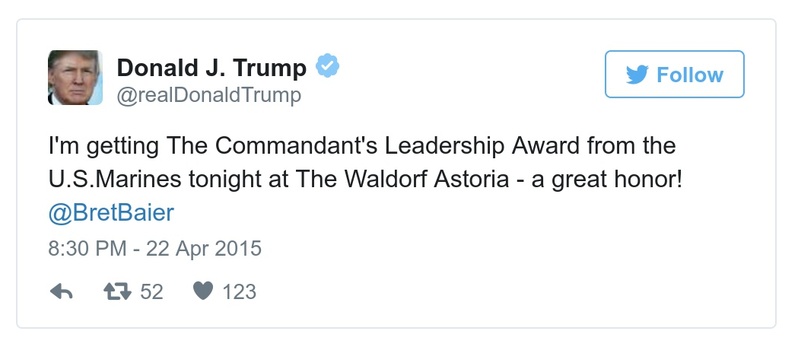 Donald J. Trump
@realDonaldTrump
Follow
I'm getting The Commandant's Leadership Award from the
U.S.Marines tonight at The Waldorf Astoria - a great honor!
@BretBaier
8:30 PM - 22 Apr 2015
52 123